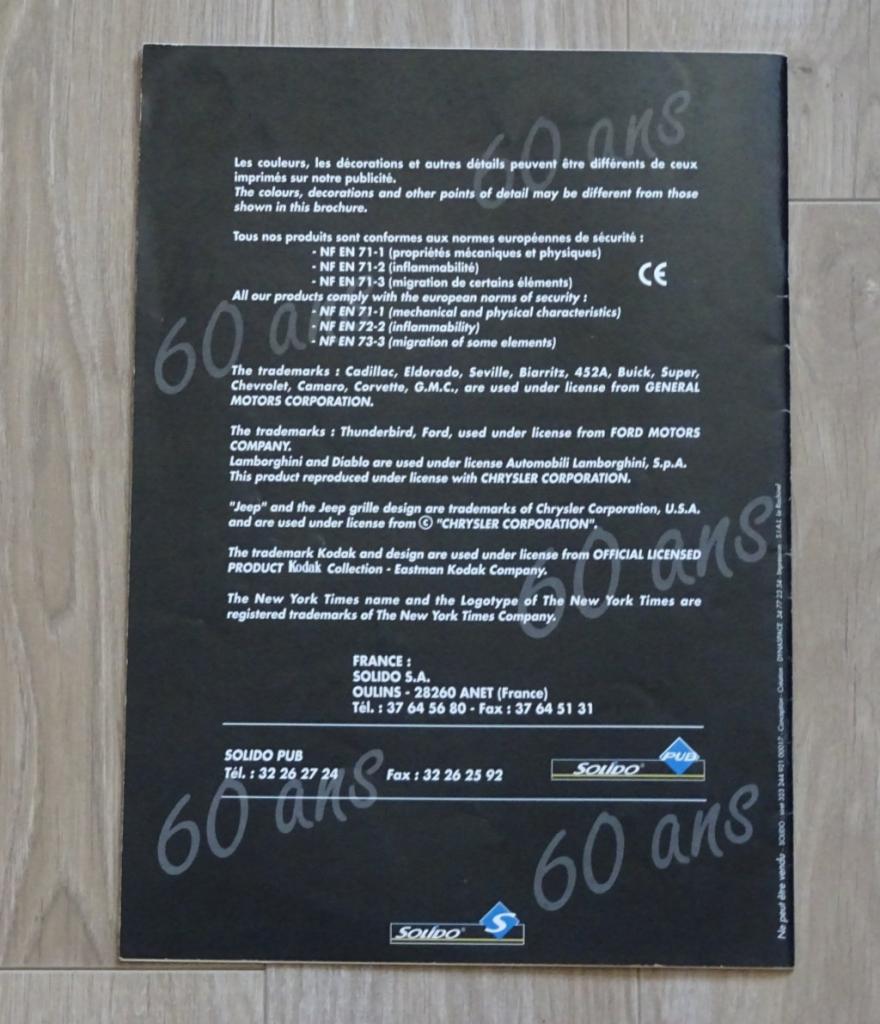 60 ans
Les couleurs, les décorations et autres détails peuvent être différents de ceux
imprimés sur notre publicité.
The colours, decorations and other points of detail may be different from those
shown in this brochure.
Tous nos produits sont conformes aux normes européennes de sécurité :
- NF EN 71-1 (propriétés mécaniques et physiques)
- NF EN 71-2 (inflammabilité)
- NF EN 71-3 (migration de certains éléments)
CE
All our products comply with the european norms of security :
- NF EN 71-1 (mechanical and physical characteristics)
- NF EN 72-2 (inflammability)
- NF EN 73-3 (migration of some elements)
60 ans
The trademarks : Cadillac, Eldorado, Seville, Biarritz, 452A, Buick, Super,
Chevrolet, Camaro, Corvette, G.M.C., are used under license from GENERAL
MOTORS CORPORATION.
The trademarks : Thunderbird, Ford, used under license from FORD MOTORS
COMPANY.
Lamborghini and Diablo are used under license Automobili Lamborghini, S.p.A.
This product reproduced under license with CHRYSLER CORPORATION.
"Jeep" and the Jeep grille design are trademarks of Chrysler Corporation, U.S.A.
and are used under license from © "CHRYSLER CORPORATION".
The trademark Kodak and design are used under license from OFFICIAL LICENSED
PRODUCT Kodak Collection - Eastman Kodak Company.
60 ans
The New York Times name and the Logotype of The New York Times are
registered trademarks of The New York Times Company.
FRANCE :
SOLIDO S.A.
OULINS - 28260 ANET (France)
Tél. : 37 64 56 80 - Fax : 37 64 51 31
SOLIDO PUB
Tél. : 32 26 27 24 Fax : 32 26 25 92
SOLIDO PUB
60 ans
60 ans
SOLIDO S
Ne peut être vendu - SOLIDO - 323 244 921 00017 - Conception - Création : DYNASPACE 34 77 22 34 - Impression : S.I.A.L.